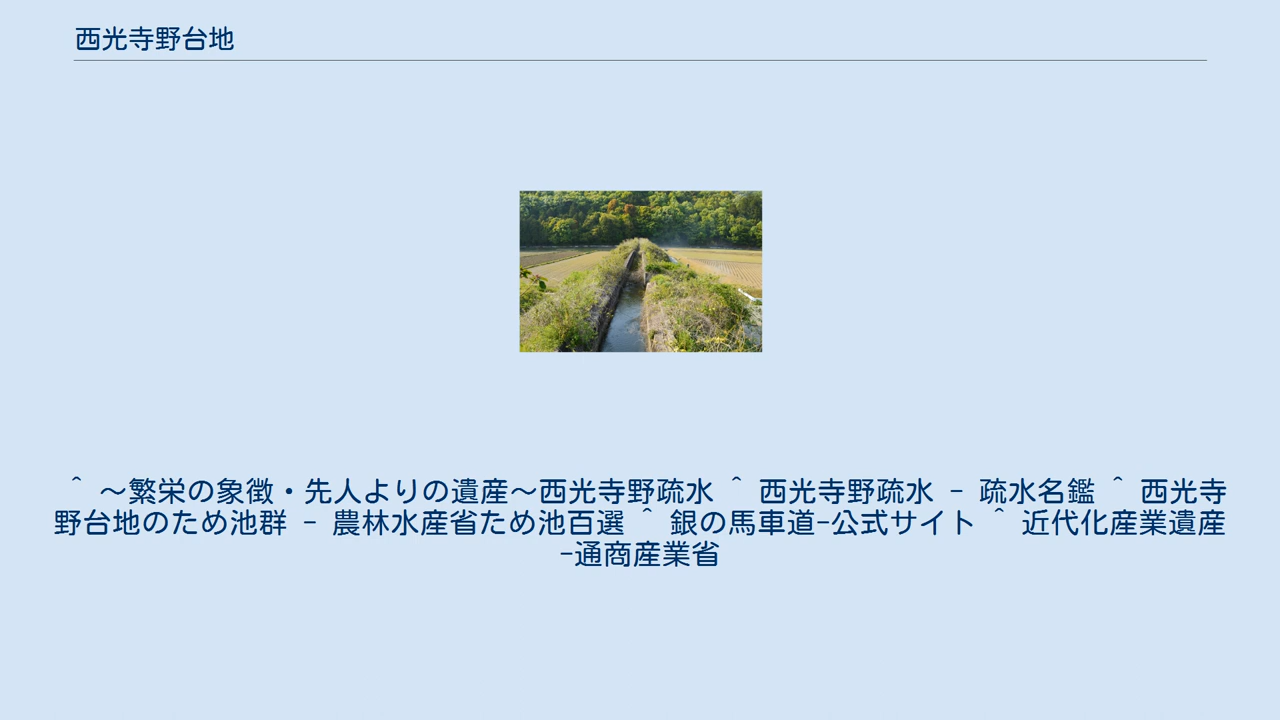 西光寺野台地
^ 〜繁栄の象徴・先人よりの遺産〜西光寺野疏水 ^ 西光寺野疏水 - 疏水名鑑 ^ 西光寺
野台地のため池群 - 農林水産省ため池百選 ^ 銀の馬車道-公式サイト ^ 近代化産業遺産
-通商産業省